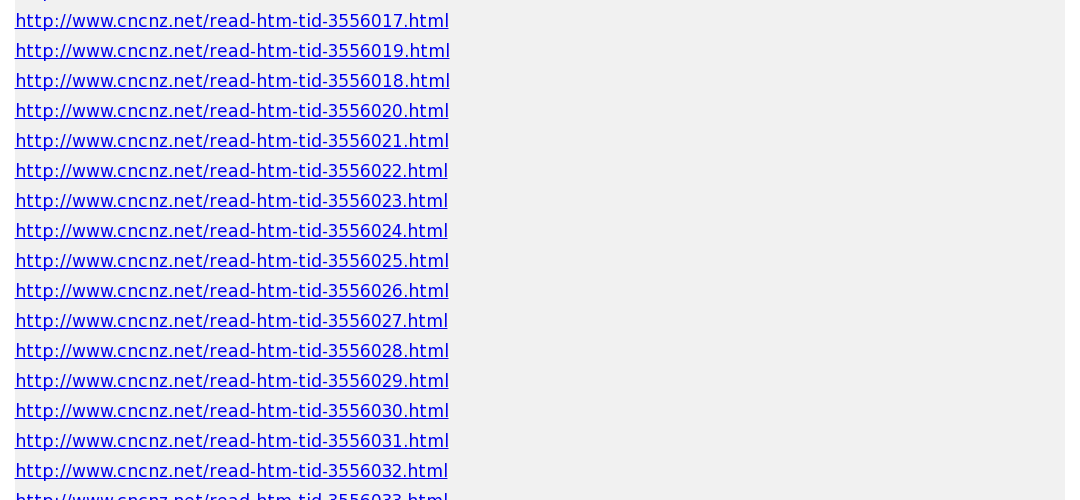 http://www.cncnz.net/read-htm-tid-3556017.html
http://www.cncnz.net/read-htm-tid-3556019.html
http://www.cncnz.net/read-htm-tid-3556018.html
http://www.cncnz.net/read-htm-tid-3556020.html
http://www.cncnz.net/read-htm-tid-3556021.html
http://www.cncnz.net/read-htm-tid-3556022.html
http://www.cncnz.net/read-htm-tid-3556023.html
http://www.cncnz.net/read-htm-tid-3556024.html
http://www.cncnz.net/read-htm-tid-3556025.html
http://www.cncnz.net/read-htm-tid-3556026.html
http://www.cncnz.net/read-htm-tid-3556027.html
http://www.cncnz.net/read-htm-tid-3556028.html
http://www.cncnz.net/read-htm-tid-3556029.html
http://www.cncnz.net/read-htm-tid-3556030.html
http://www.cncnz.net/read-htm-tid-3556031.html
http://www.cncnz.net/read-htm-tid-3556032.html
http://www.cncnz.net/read-htm-tid-3556033.html